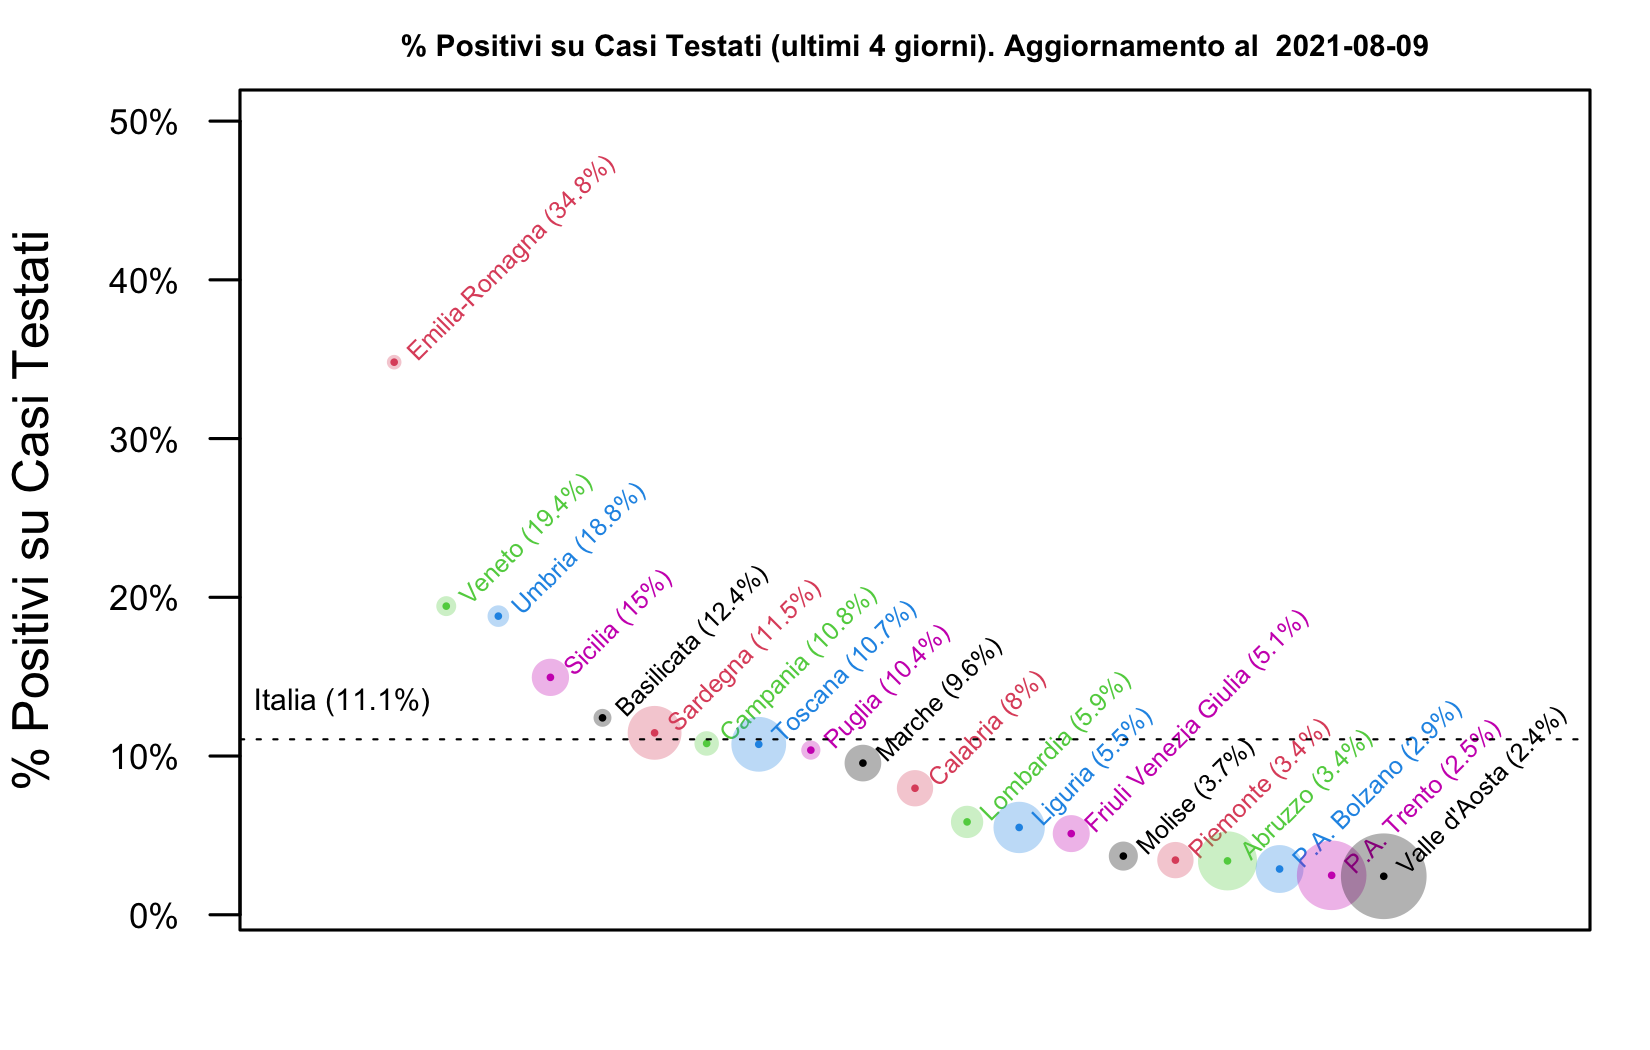 % Positivi su Casi Testati (ultimi 4 giorni). Aggiornamento al  2021-08-09
% Positivi su Casi Testati
50%
40%
30%
20%
10%
0%
Emilia-Romagna (34.8%)
Veneto (19.4%)
Umbria (18.8%)
Sicilia (15%)
Basilicata (12.4%)
Sardegna (11.5%)
Campania (10.8%)
Toscana (10.7%)
Puglia (10.4%)
Marche (9.6%)
Calabria (8%)
Lombardia (5.9%)
Liguria (5.5%)
Friuli Venezia Giulia (5.1%)
Molise (3.7%)
Piemonte (3.4%)
Abruzzo (3.4%)
P.A. Bolzano (2.9%)
P.A. Trento (2.5%)
Valle d'Aosta (2.4%)
Italia (11.1%)